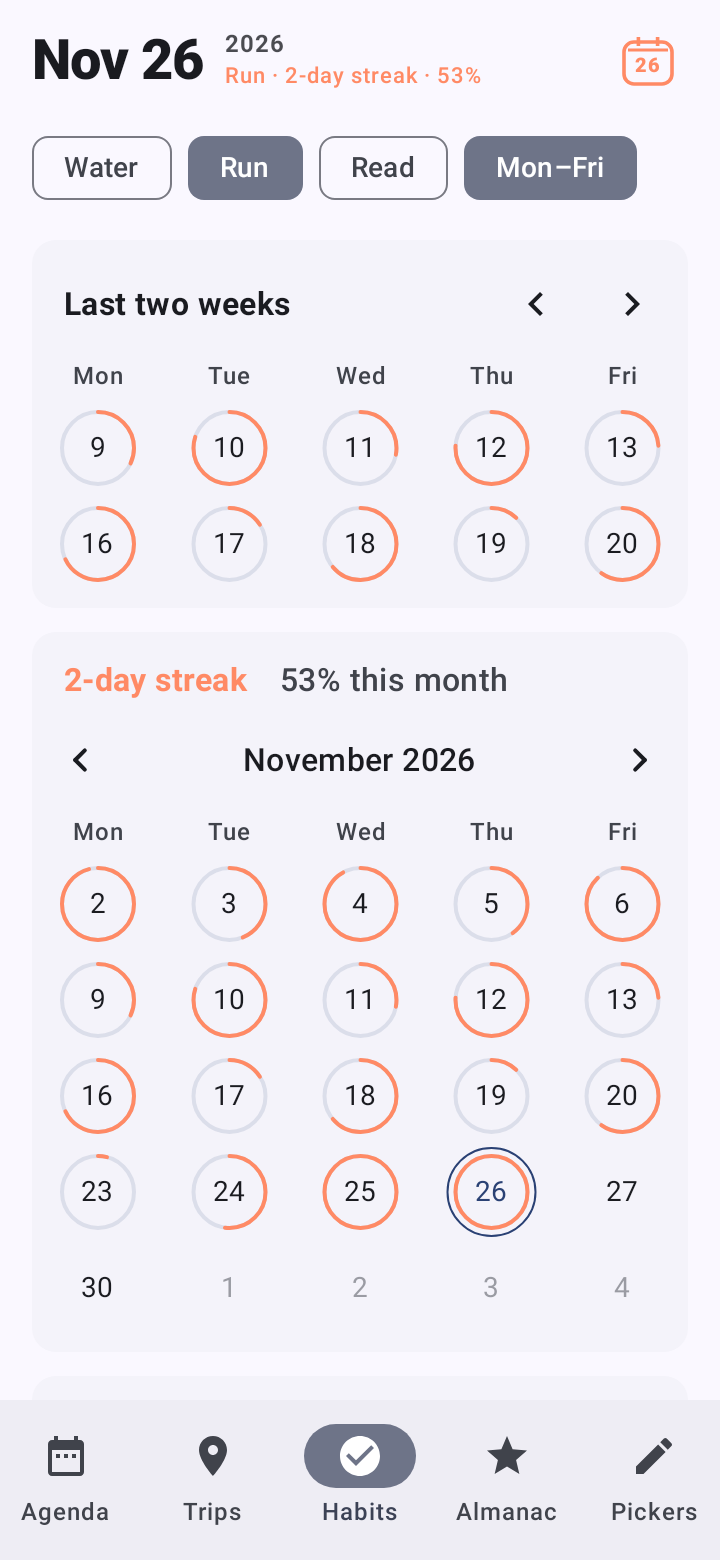 Nov 26
2026
Run · 2-day streak · 53%
26
Water Run Read Mon–Fri
Last two weeks
Mon Tue Wed Thu Fri
9 10 11 12 13
16 17 18 19 20
2-day streak 53% this month
November 2026
Mon Tue Wed Thu Fri
2 3 4 5 6
9 10 11 12 13
16 17 18 19 20
23 24 25 26 27
30 1 2 3 4
Agenda Trips Habits Almanac Pickers